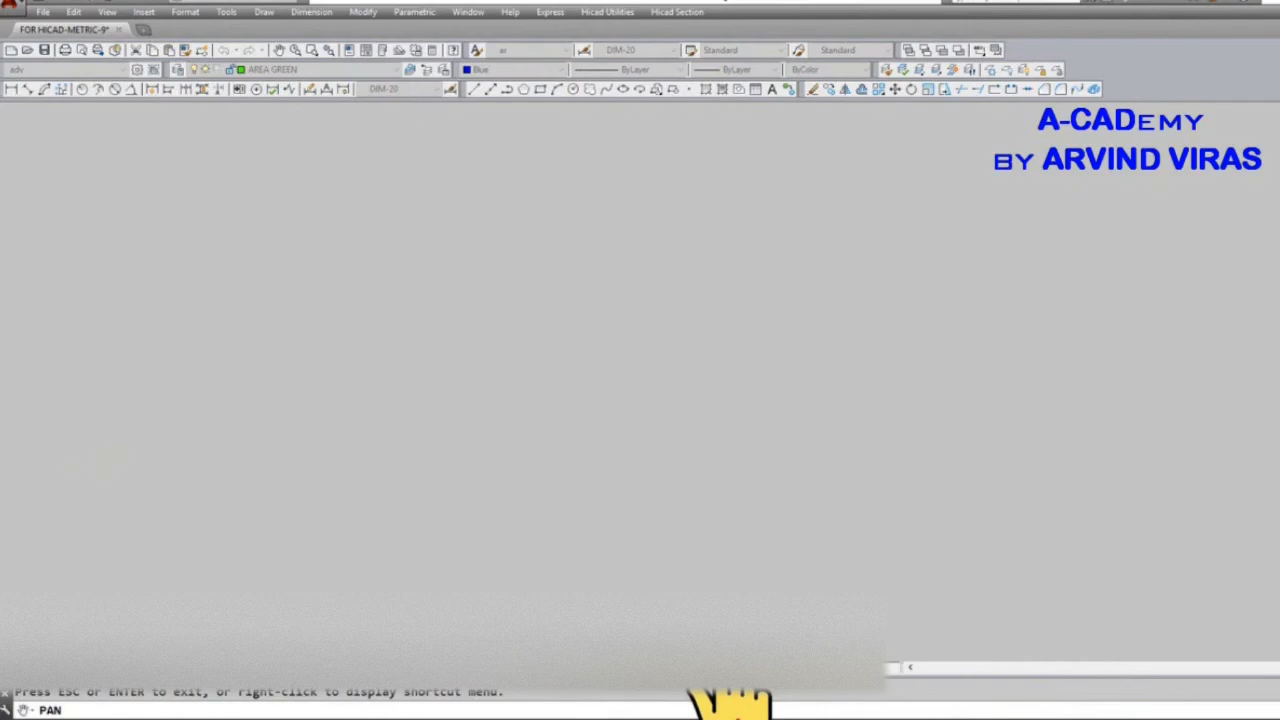 File Edit View Insert Format Tools Draw Dimension Modify Parametric Window Help Express Hicad Utilities Hicad Section
FOR HICAD-METRIC-9*
ar DIM-20 Standard Standard
adv AREA GREEN Blue ByLayer ByLayer ByColor
DIM-20
A-CADEMY
BY ARVIND VIRAS
Press ESC or ENTER to exit, or right-click to display shortcut menu.
PAN